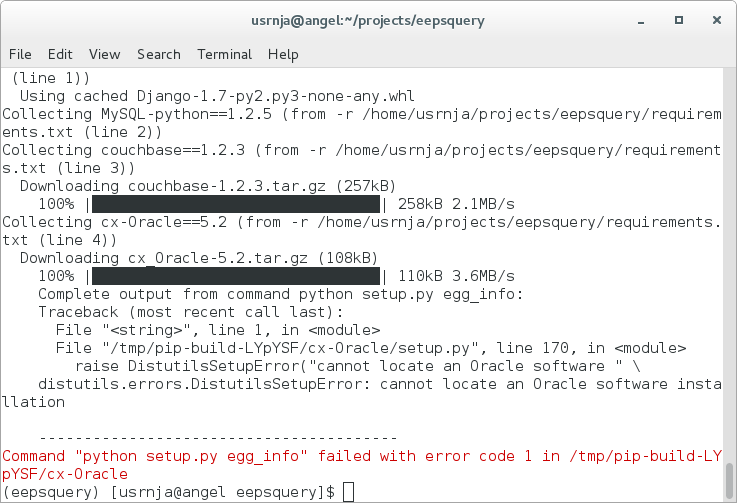 usrnja@angel:~/projects/eepsquery
File Edit View Search Terminal Help
(line 1))
Using cached Django-1.7-py2.py3-none-any.whl
Collecting MySQL-python==1.2.5 (from -r /home/usrnja/projects/eepsquery/requirem
ents.txt (line 2))
Collecting couchbase==1.2.3 (from -r /home/usrnja/projects/eepsquery/requirement
s.txt (line 3))
Downloading couchbase-1.2.3.tar.gz (257kB)
100% |████████████████████████████████| 258kB 2.1MB/s
Collecting cx-Oracle==5.2 (from -r /home/usrnja/projects/eepsquery/requirements.
txt (line 4))
Downloading cx_Oracle-5.2.tar.gz (108kB)
100% |████████████████████████████████| 110kB 3.6MB/s
Complete output from command python setup.py egg_info:
Traceback (most recent call last):
File "<string>", line 1, in <module>
File "/tmp/pip-build-LYpYSF/cx-Oracle/setup.py", line 170, in <module>
raise DistutilsSetupError("cannot locate an Oracle software " \
distutils.errors.DistutilsSetupError: cannot locate an Oracle software insta
llation
----------------------------------------
Command "python setup.py egg_info" failed with error code 1 in /tmp/pip-build-LY
pYSF/cx-Oracle
(eepsquery) [usrnja@angel eepsquery]$